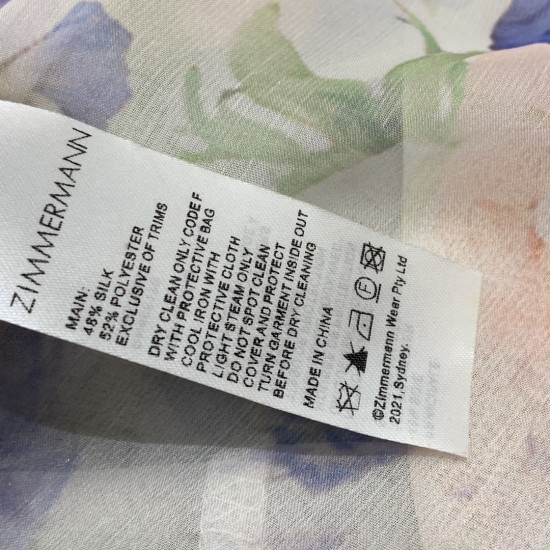 ZIMMERMANN
MAIN:
48% SILK
52% POLYESTER
EXCLUSIVE OF TRIMS
DRY CLEAN ONLY CODE F
WITH PROTECTIVE BAG
COOL IRON WITH
PROTECTIVE CLOTH
LIGHT STEAM ONLY
DO NOT SPOT CLEAN
COVER AND PROTECT
TURN GARMENT INSIDE OUT
BEFORE DRY CLEANING
MADE IN CHINA
©Zimmermann Wear Pty Ltd
2021, Sydney.